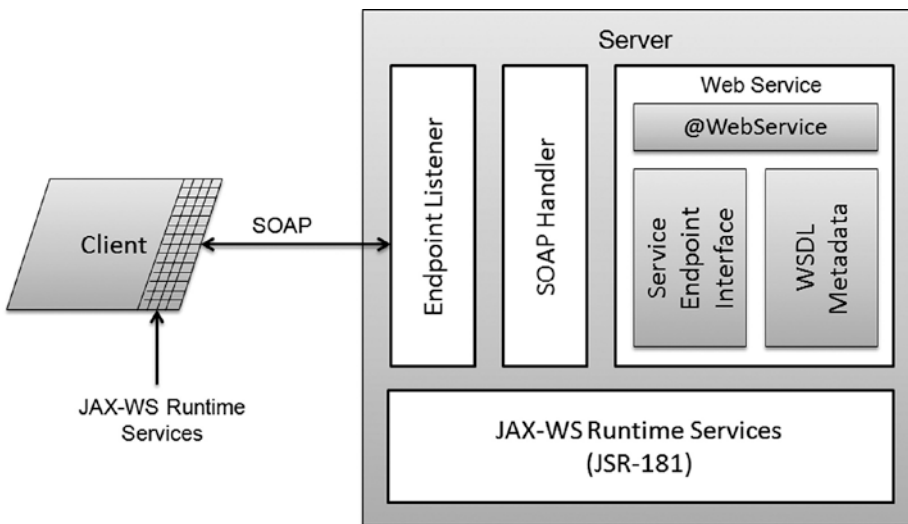 Server
Web Service
@WebService
Endpoint Listener
SOAP Handler
Service
Endpoint
Interface
WSDL
Metadata
Client
SOAP
JAX-WS Runtime
Services
JAX-WS Runtime Services
(JSR-181)